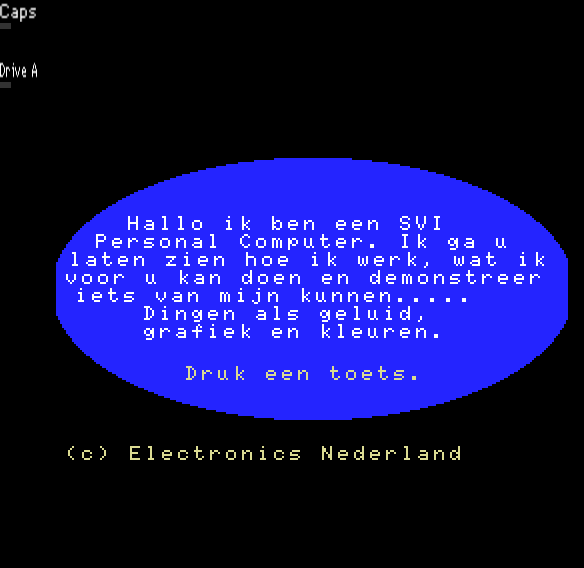 Caps
Drive A
Hallo ik ben een SVI
Personal Computer. Ik ga u
laten zien hoe ik werk, wat ik
voor u kan doen en demonstreer
iets van mijn kunnen.....
Dingen als geluid,
grafiek en kleuren.
Druk een toets.
(c) Electronics Nederland